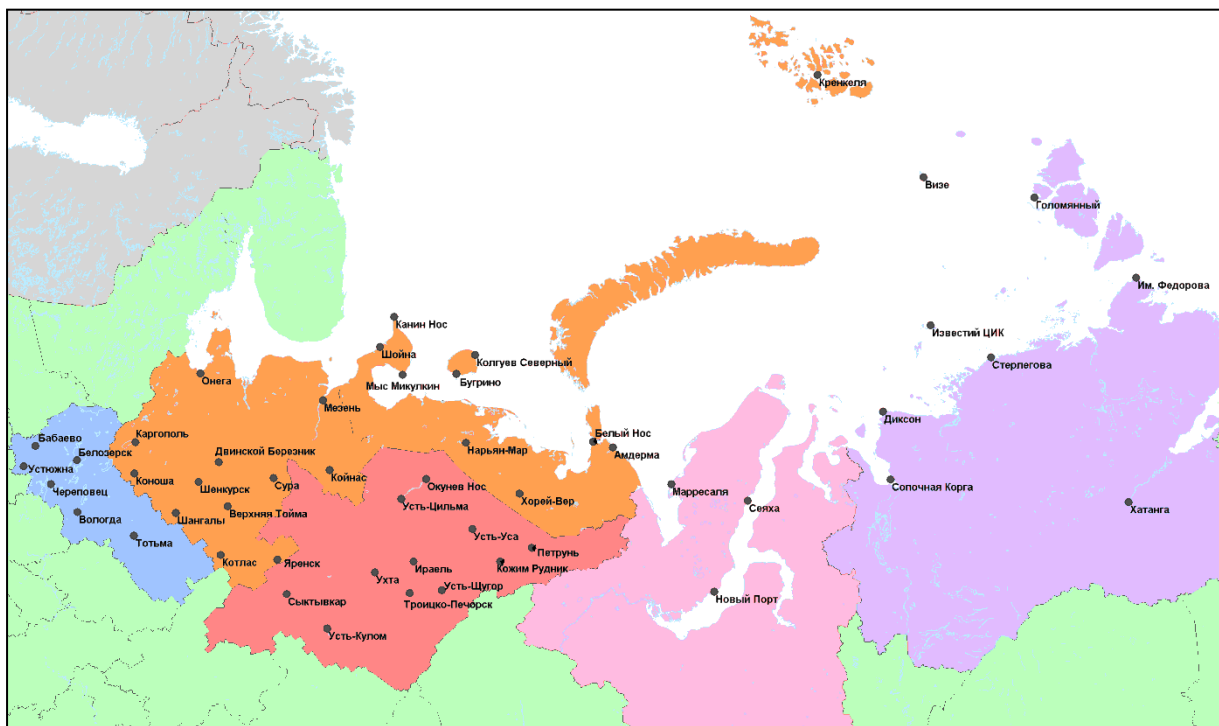 Кренкеля
Визе
Голомянный
Им. Федорова
Канин Нос
Известий ЦИК
Шойна
Колгуев Северный
Стерлегова
Онега
Мыс Микулкин
Бугрино
Мезень
Диксон
Каргополь
Бабаево
Белый Нос
Нарьян-Мар
Амдерма
Белозерск
Двинской Березник
Устюжна
Коноша
Койнас
Череповец
Шенкурск
Сура
Окунев Нос
Марресаля
Сопочная Корга
Хорей-Вер
Усть-Цильма
Сеяха
Хатанга
Верхняя Тойма
Вологда
Шангалы
Усть-Уса
Тотьма
Петрунь
Котлас
Яренск
Ираель
Кожим Рудник
Ухта
Усть-Щугор
Сыктывкар
Троицко-Печорск
Новый Порт
Усть-Кулом